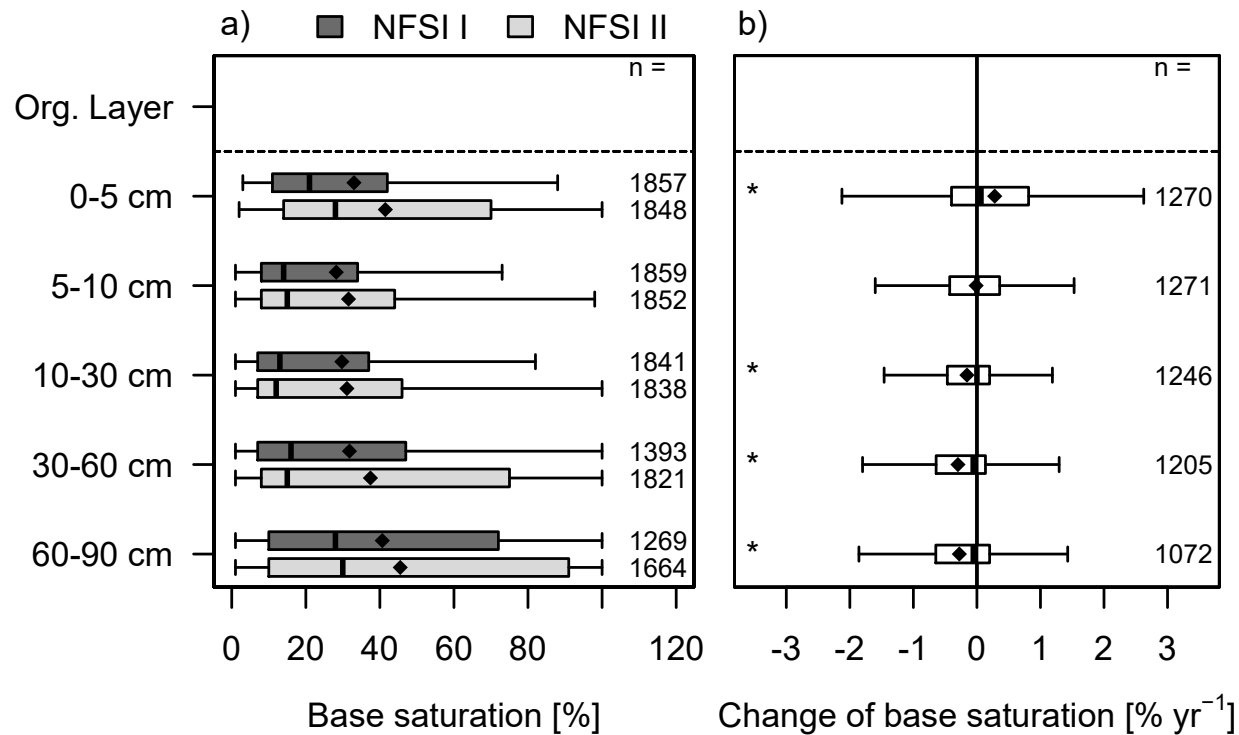 a) NFSI I NFSI II b)
n = n =
Org. Layer
0-5 cm 1857 * 1270
1848
5-10 cm 1859 1271
1852
10-30 cm 1841 * 1246
1838
30-60 cm 1393 * 1205
1821
60-90 cm 1269 * 1072
1664
0 20 40 60 80 120 -3 -2 -1 0 1 2 3
Base saturation [%] Change of base saturation [% yr⁻¹]